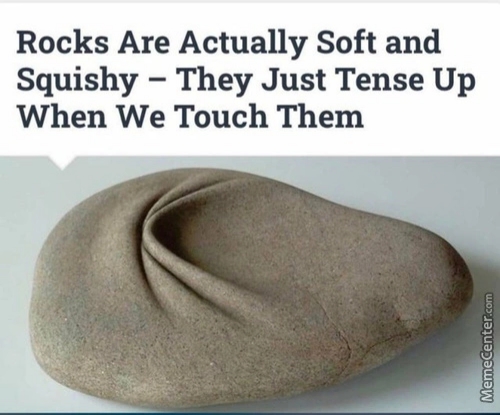 Rocks Are Actually Soft and
Squishy – They Just Tense Up
When We Touch Them
MemeCenter.com